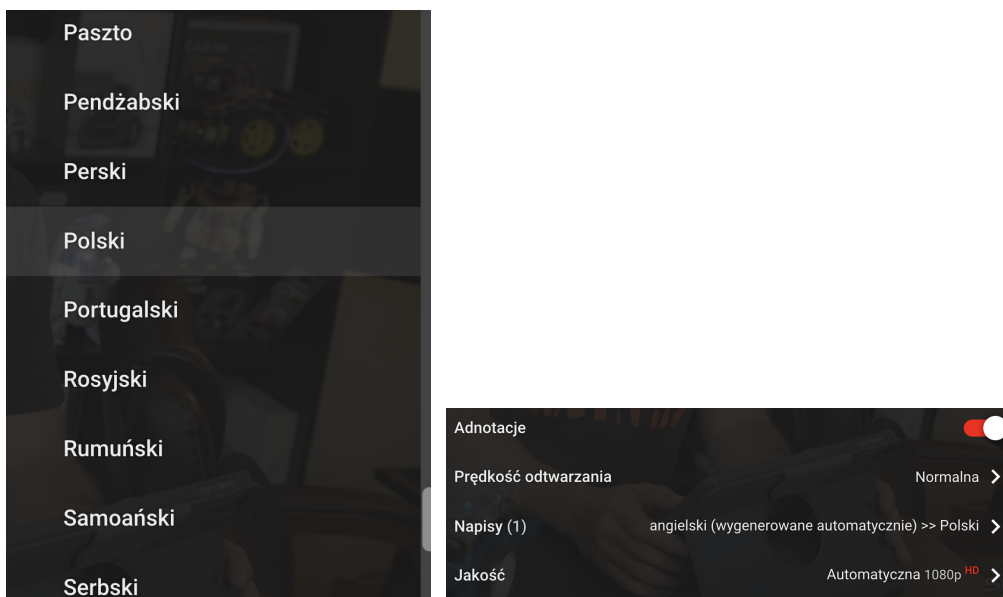 Paszto
Pendżabski
Perski
Polski
Portugalski
Rosyjski
Rumuński
Samoański
Serbski
Adnotacje
Prędkość odtwarzania Normalna
Napisy (1) angielski (wygenerowane automatycznie) >> Polski
Jakość Automatyczna 1080p HD